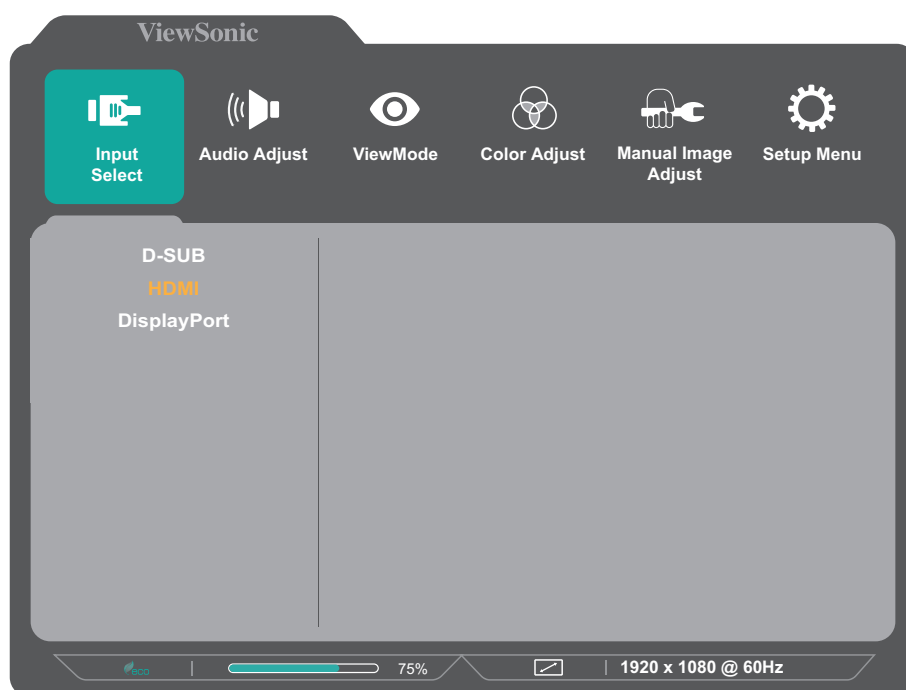 ViewSonic
Input Select
Audio Adjust
ViewMode
Color Adjust
Manual Image Adjust
Setup Menu
D-SUB
HDMI
DisplayPort
eco
75%
1920 x 1080 @ 60Hz